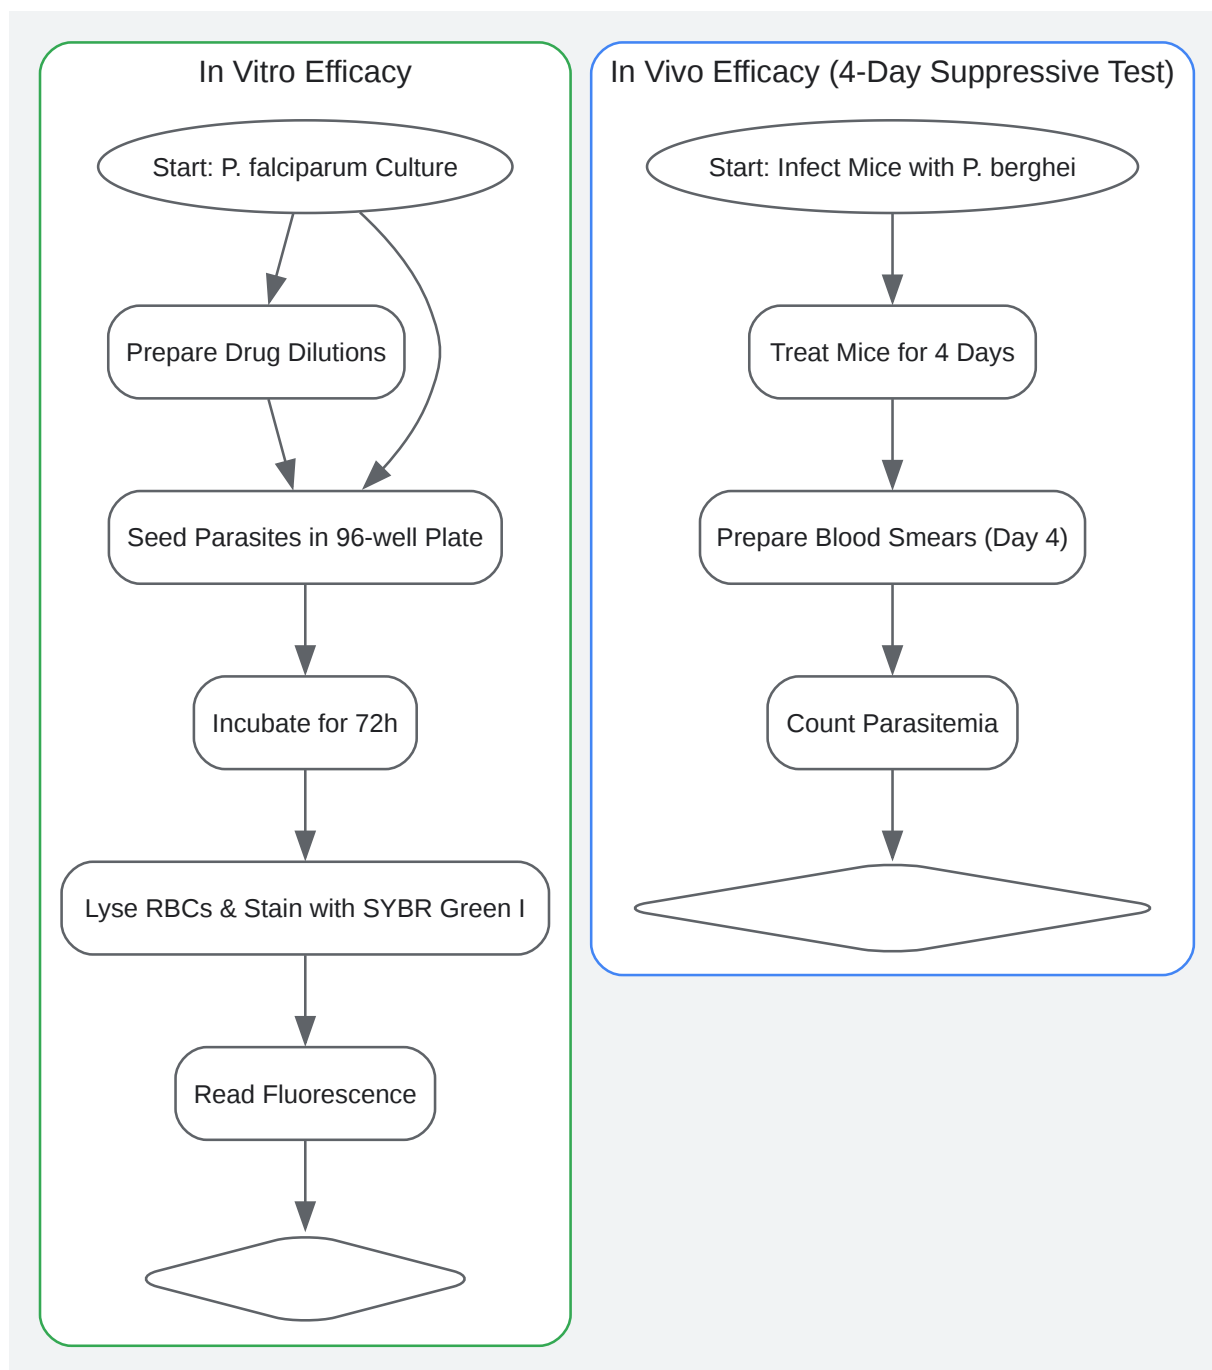 In Vitro Efficacy
Start: P. falciparum Culture
Prepare Drug Dilutions
Seed Parasites in 96-well Plate
Incubate for 72h
Lyse RBCs & Stain with SYBR Green I
Read Fluorescence
In Vivo Efficacy (4-Day Suppressive Test)
Start: Infect Mice with P. berghei
Treat Mice for 4 Days
Prepare Blood Smears (Day 4)
Count Parasitemia